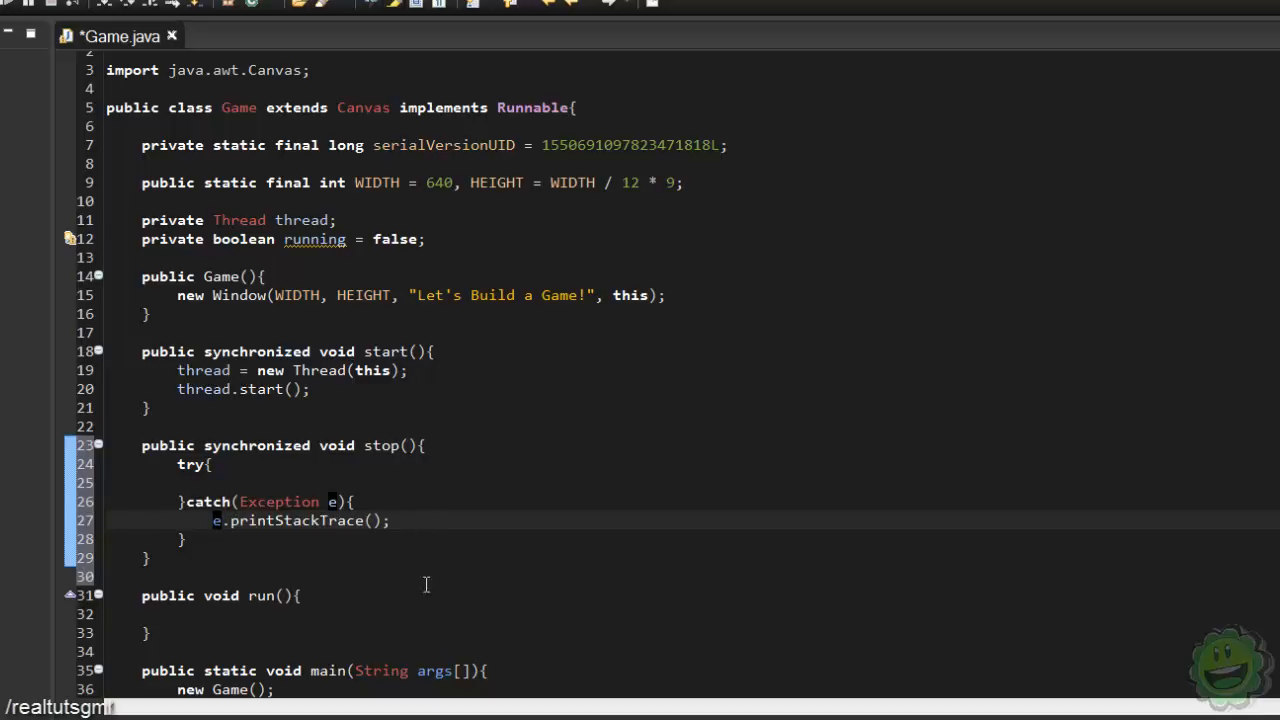 *Game.java
2
3 import java.awt.Canvas;
4
5 public class Game extends Canvas implements Runnable{
6
7 private static final long serialVersionUID = 1550691097823471818L;
8
9 public static final int WIDTH = 640, HEIGHT = WIDTH / 12 * 9;
10
11 private Thread thread;
12 private boolean running = false;
13
14 public Game(){
15 new Window(WIDTH, HEIGHT, "Let's Build a Game!", this);
16 }
17
18 public synchronized void start(){
19 thread = new Thread(this);
20 thread.start();
21 }
22
23 public synchronized void stop(){
24 try{
25
26 }catch(Exception e){
27 e.printStackTrace();
28 }
29 }
30
31 public void run(){
32
33 }
34
35 public static void main(String args[]){
36 new Game();
/realtutsgml